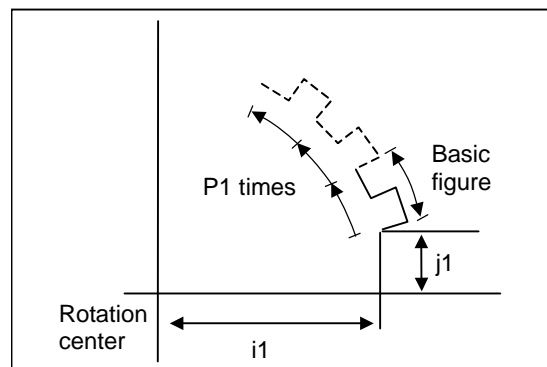 Basic
figure
P1 times
j1
Rotation
center
i1